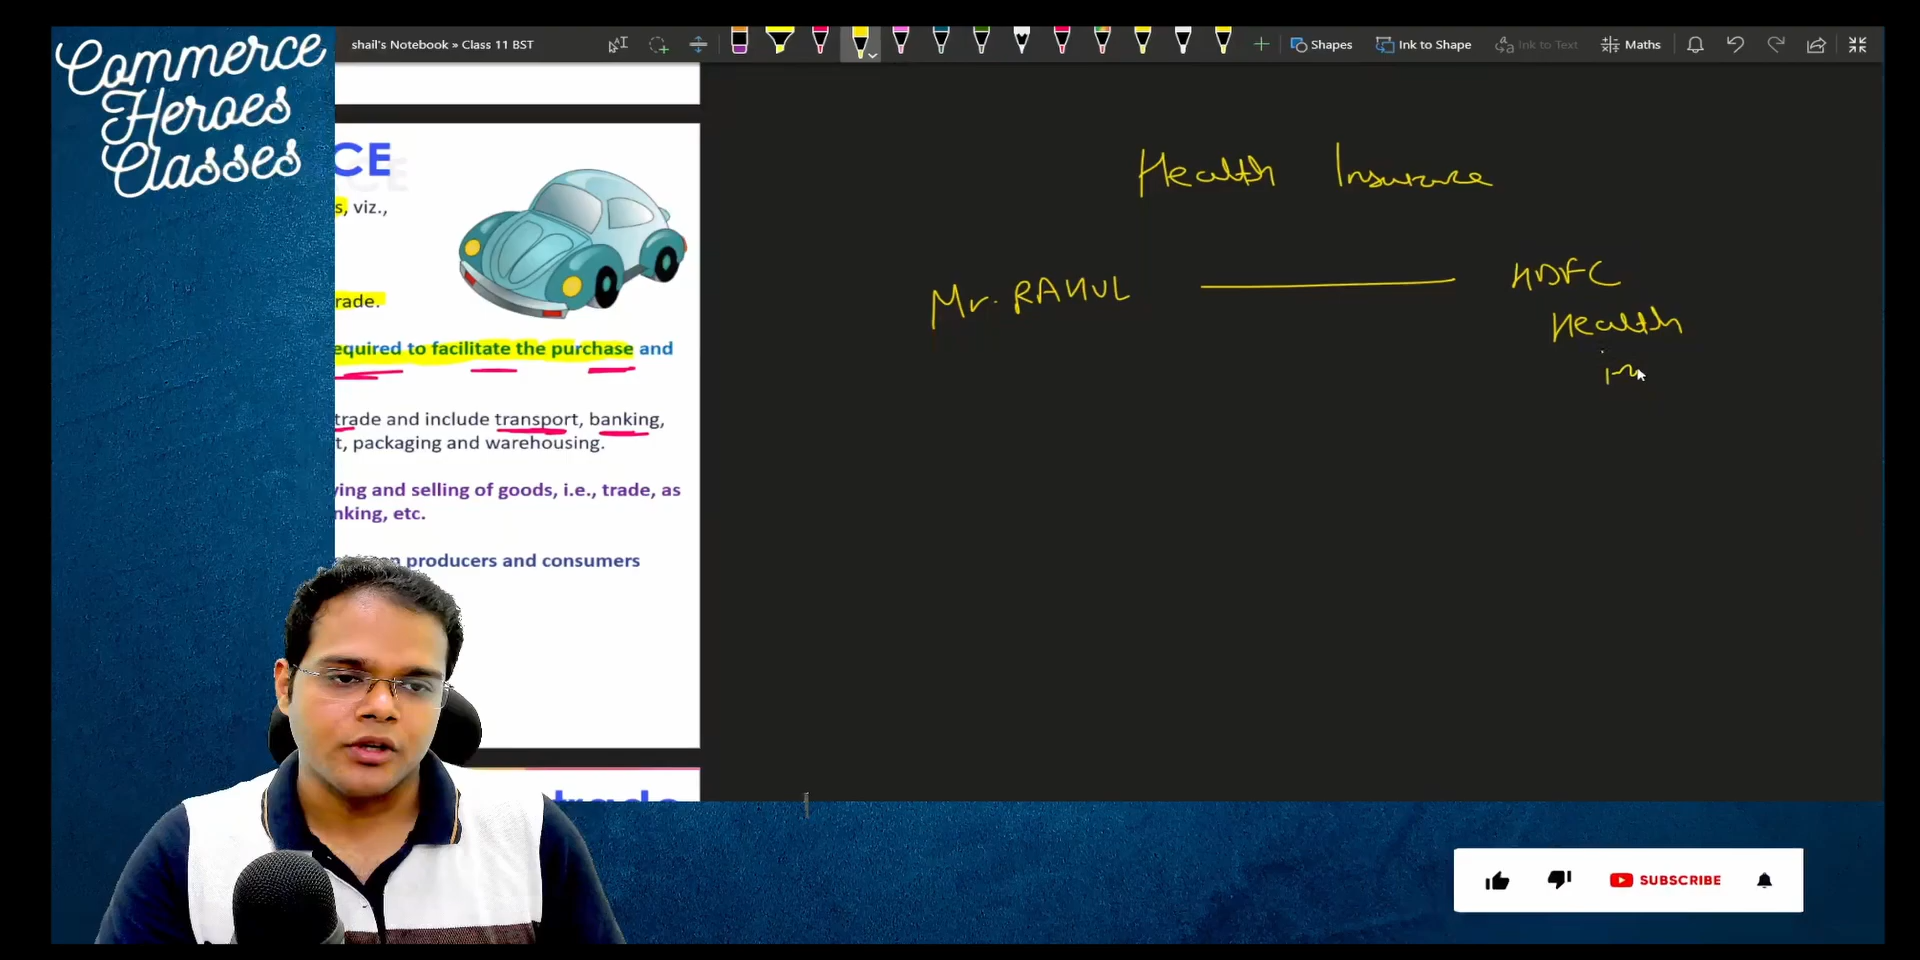 Commerce
Heroes
Classes
shail's Notebook » Class 11 BST
Shapes
Ink to Shape
Ink to Text
Maths
CE
s, viz.,
rade.
equired to facilitate the purchase and
trade and include transport, banking,
t, packaging and warehousing.
ying and selling of goods, i.e., trade, as
nking, etc.
producers and consumers
trade
Health Insurance
Mr. RAHUL
HDFC
Health
SUBSCRIBE